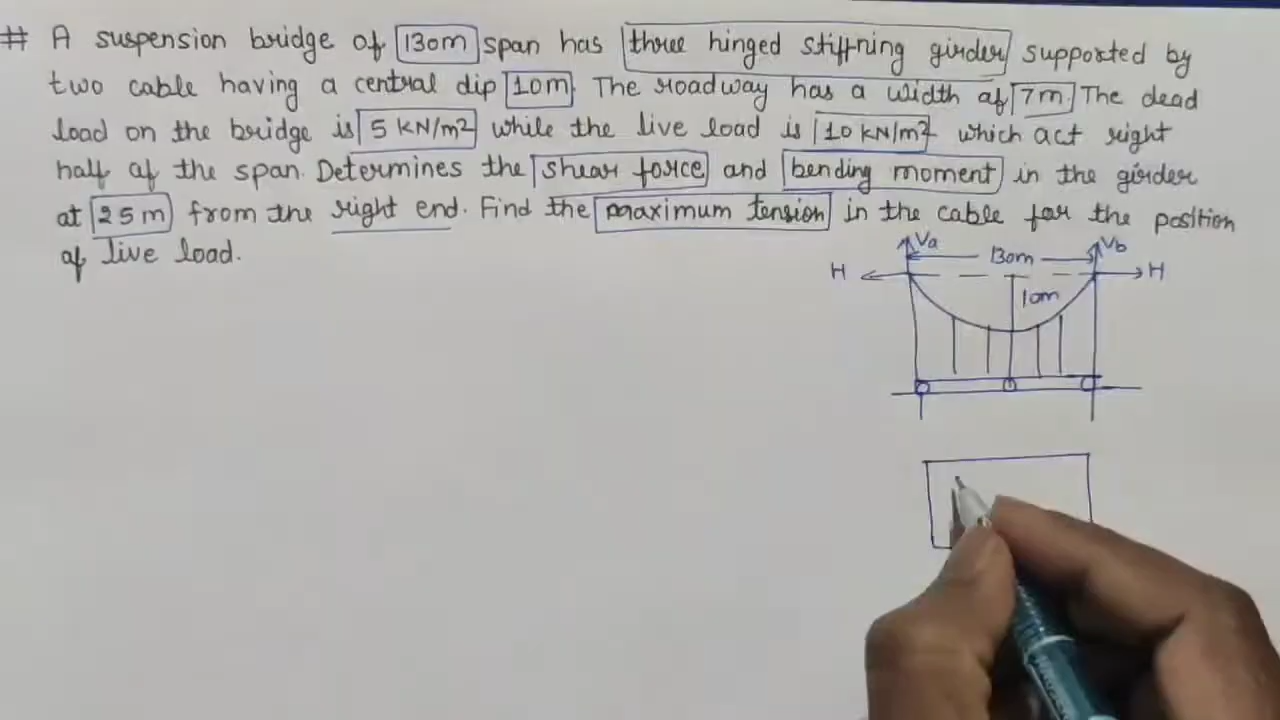 # A suspension bridge of 130m span has three hinged stiffning girder supposted by
two cable having a central dip 10m. The roadway has a width of 7m. The dead
load on the bridge is 5 KN/m² while the live load is 10 KN/m² which act right
half of the span. Determines the shear force and bending moment in the girder
at 25m from the right end. Find the maximum tension in the cable for the position
of live load.
Va
Vb
130m
H
H
10m